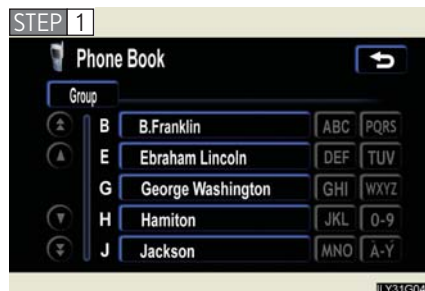 STEP 1
Phone Book
Group
B B.Franklin ABC PQRS
E Ebraham Lincoln DEF TUV
G George Washington GHI WXYZ
H Hamiton JKL 0-9
J Jackson MNO À-Ý
ILY31G04